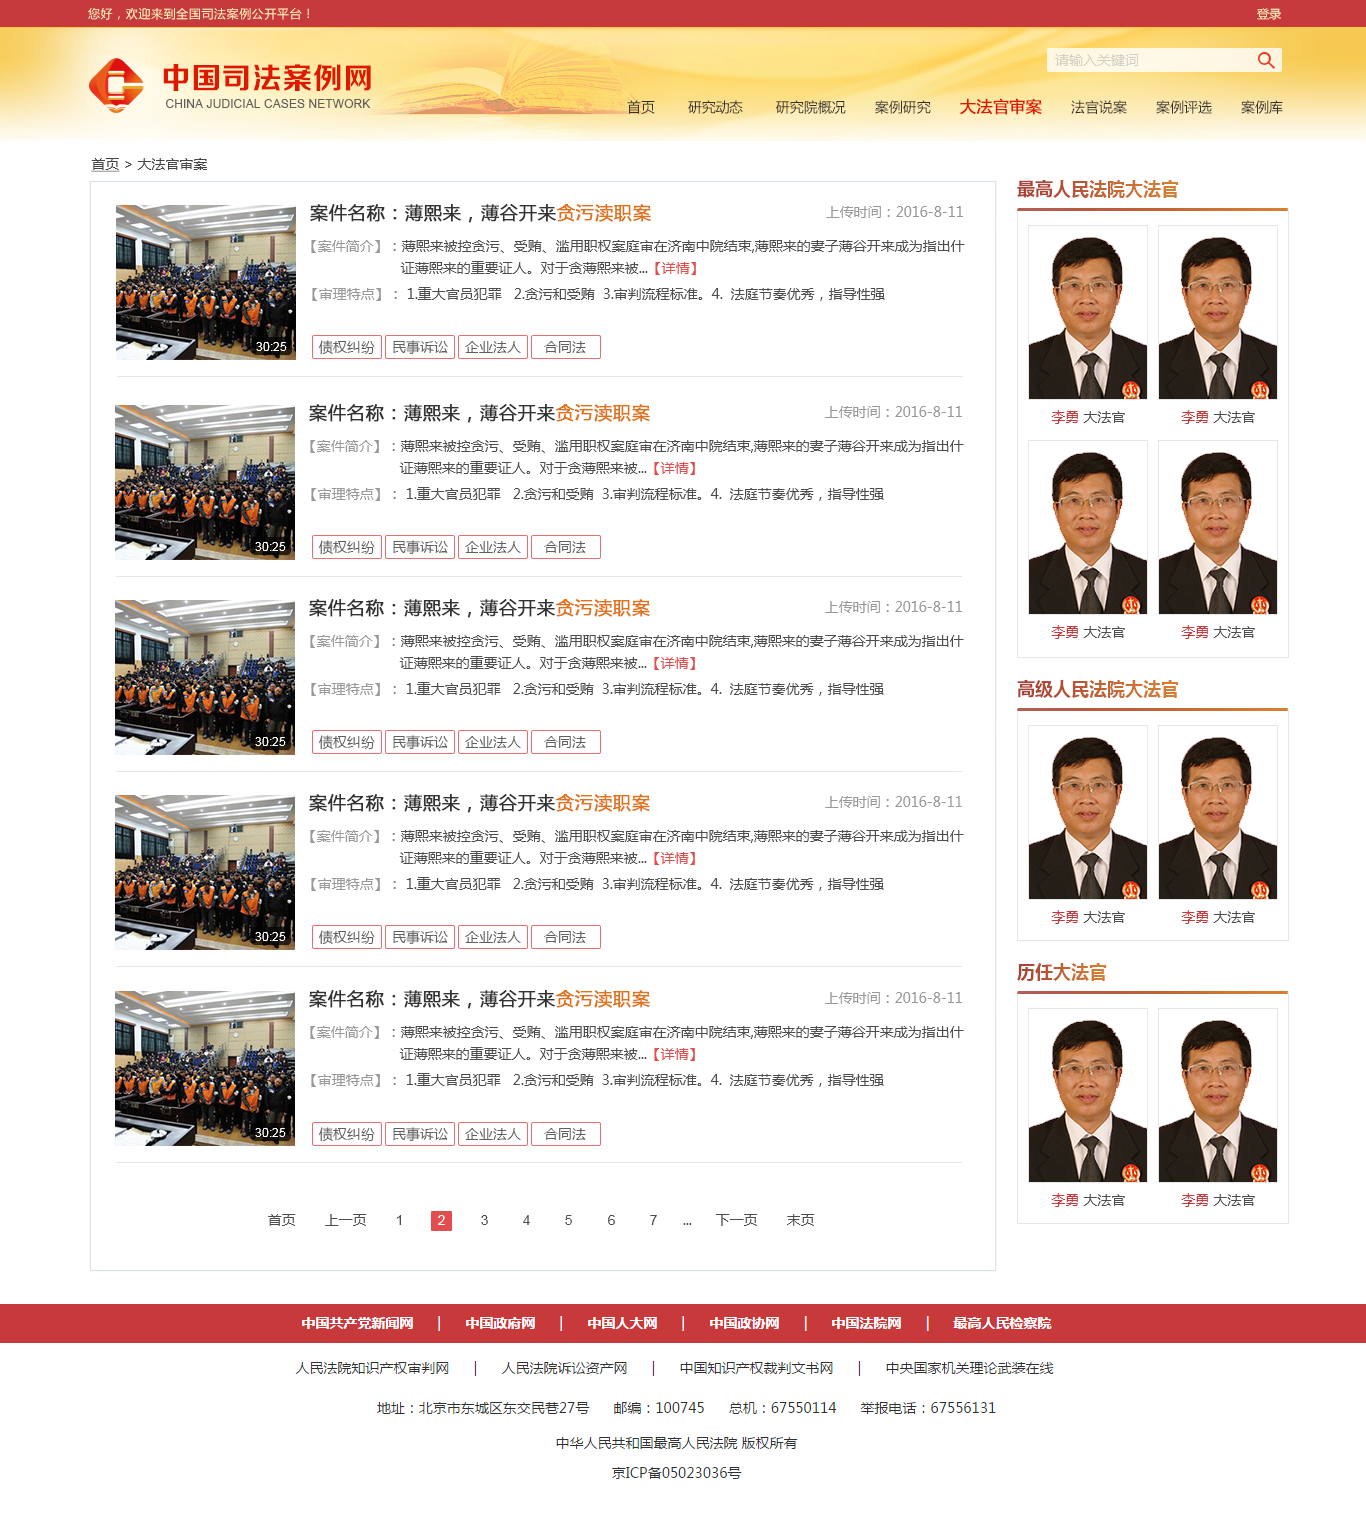 您好，欢迎来到全国司法案例公开平台！
登录
中国司法案例网
CHINA JUDICIAL CASES NETWORK
请输入关键词
首页 研究动态 研究院概况 案例研究 大法官审案 法官说案 案例评选 案例库
首页 > 大法官审案
案件名称：薄熙来，薄谷开来贪污渎职案
上传时间：2016-8-11
【案件简介】：薄熙来被控贪污、受贿、滥用职权案庭审在济南中院结束,薄熙来的妻子薄谷开来成为指出什
证薄熙来的重要证人。对于贪薄熙来被...【详情】
【审理特点】： 1.重大官员犯罪 2.贪污和受贿 3.审判流程标准。4. 法庭节奏优秀，指导性强
30:25
债权纠纷 民事诉讼 企业法人 合同法
案件名称：薄熙来，薄谷开来贪污渎职案
上传时间：2016-8-11
【案件简介】：薄熙来被控贪污、受贿、滥用职权案庭审在济南中院结束,薄熙来的妻子薄谷开来成为指出什
证薄熙来的重要证人。对于贪薄熙来被...【详情】
【审理特点】： 1.重大官员犯罪 2.贪污和受贿 3.审判流程标准。4. 法庭节奏优秀，指导性强
30:25
债权纠纷 民事诉讼 企业法人 合同法
案件名称：薄熙来，薄谷开来贪污渎职案
上传时间：2016-8-11
【案件简介】：薄熙来被控贪污、受贿、滥用职权案庭审在济南中院结束,薄熙来的妻子薄谷开来成为指出什
证薄熙来的重要证人。对于贪薄熙来被...【详情】
【审理特点】： 1.重大官员犯罪 2.贪污和受贿 3.审判流程标准。4. 法庭节奏优秀，指导性强
30:25
债权纠纷 民事诉讼 企业法人 合同法
案件名称：薄熙来，薄谷开来贪污渎职案
上传时间：2016-8-11
【案件简介】：薄熙来被控贪污、受贿、滥用职权案庭审在济南中院结束,薄熙来的妻子薄谷开来成为指出什
证薄熙来的重要证人。对于贪薄熙来被...【详情】
【审理特点】： 1.重大官员犯罪 2.贪污和受贿 3.审判流程标准。4. 法庭节奏优秀，指导性强
30:25
债权纠纷 民事诉讼 企业法人 合同法
案件名称：薄熙来，薄谷开来贪污渎职案
上传时间：2016-8-11
【案件简介】：薄熙来被控贪污、受贿、滥用职权案庭审在济南中院结束,薄熙来的妻子薄谷开来成为指出什
证薄熙来的重要证人。对于贪薄熙来被...【详情】
【审理特点】： 1.重大官员犯罪 2.贪污和受贿 3.审判流程标准。4. 法庭节奏优秀，指导性强
30:25
债权纠纷 民事诉讼 企业法人 合同法
首页 上一页 1 2 3 4 5 6 7 ... 下一页 末页
最高人民法院大法官
李勇 大法官 李勇 大法官
李勇 大法官 李勇 大法官
高级人民法院大法官
李勇 大法官 李勇 大法官
历任大法官
李勇 大法官 李勇 大法官
中国共产党新闻网 | 中国政府网 | 中国人大网 | 中国政协网 | 中国法院网 | 最高人民检察院
人民法院知识产权审判网 | 人民法院诉讼资产网 | 中国知识产权裁判文书网 | 中央国家机关理论武装在线
地址：北京市东城区东交民巷27号 邮编：100745 总机：67550114 举报电话：67556131
中华人民共和国最高人民法院 版权所有
京ICP备05023036号